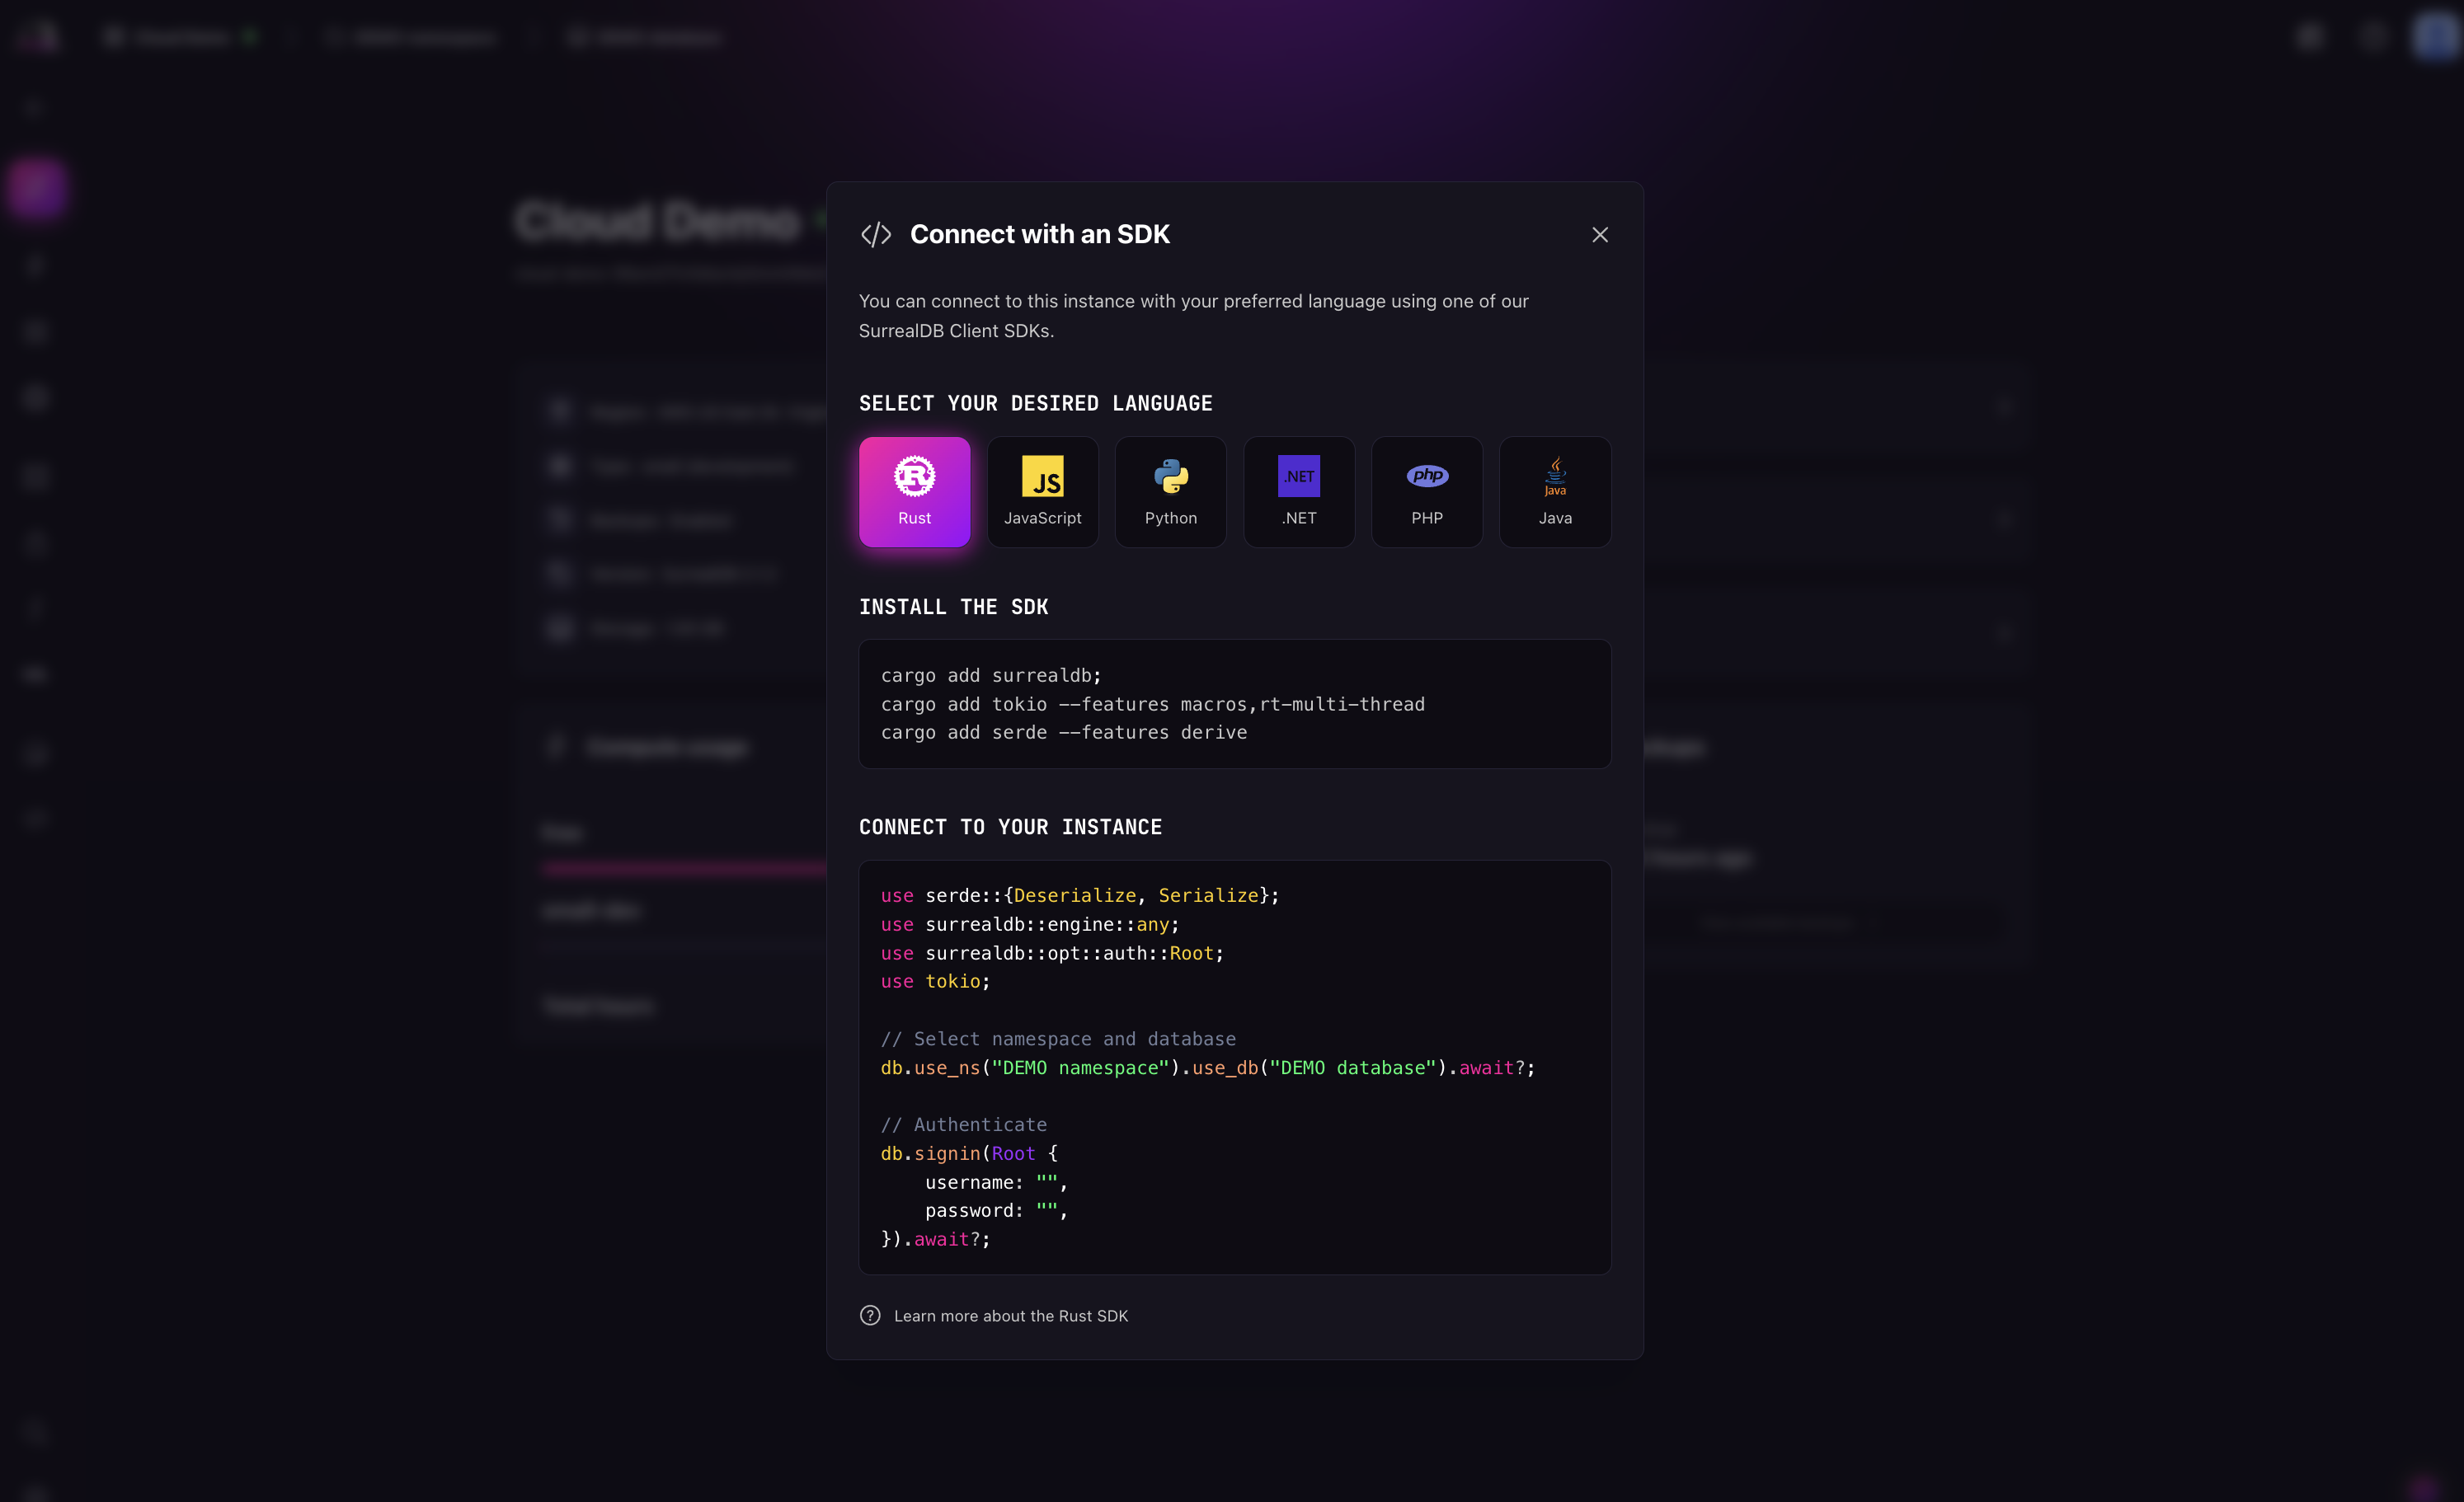 Cloud Demo
Connect with an SDK
You can connect to this instance with your preferred language using one of our
SurrealDB Client SDKs.
SELECT YOUR DESIRED LANGUAGE
Rust
JS
JavaScript
Python
.NET
.NET
php
PHP
Java
Java
INSTALL THE SDK
cargo add surrealdb;
cargo add tokio --features macros,rt-multi-thread
cargo add serde --features derive
Compute usage
CONNECT TO YOUR INSTANCE
use serde::{Deserialize, Serialize};
use surrealdb::engine::any;
use surrealdb::opt::auth::Root;
use tokio;
// Select namespace and database
db.use_ns("DEMO namespace").use_db("DEMO database").await?;
// Authenticate
db.signin(Root {
    username: "",
    password: "",
}).await?;
Learn more about the Rust SDK